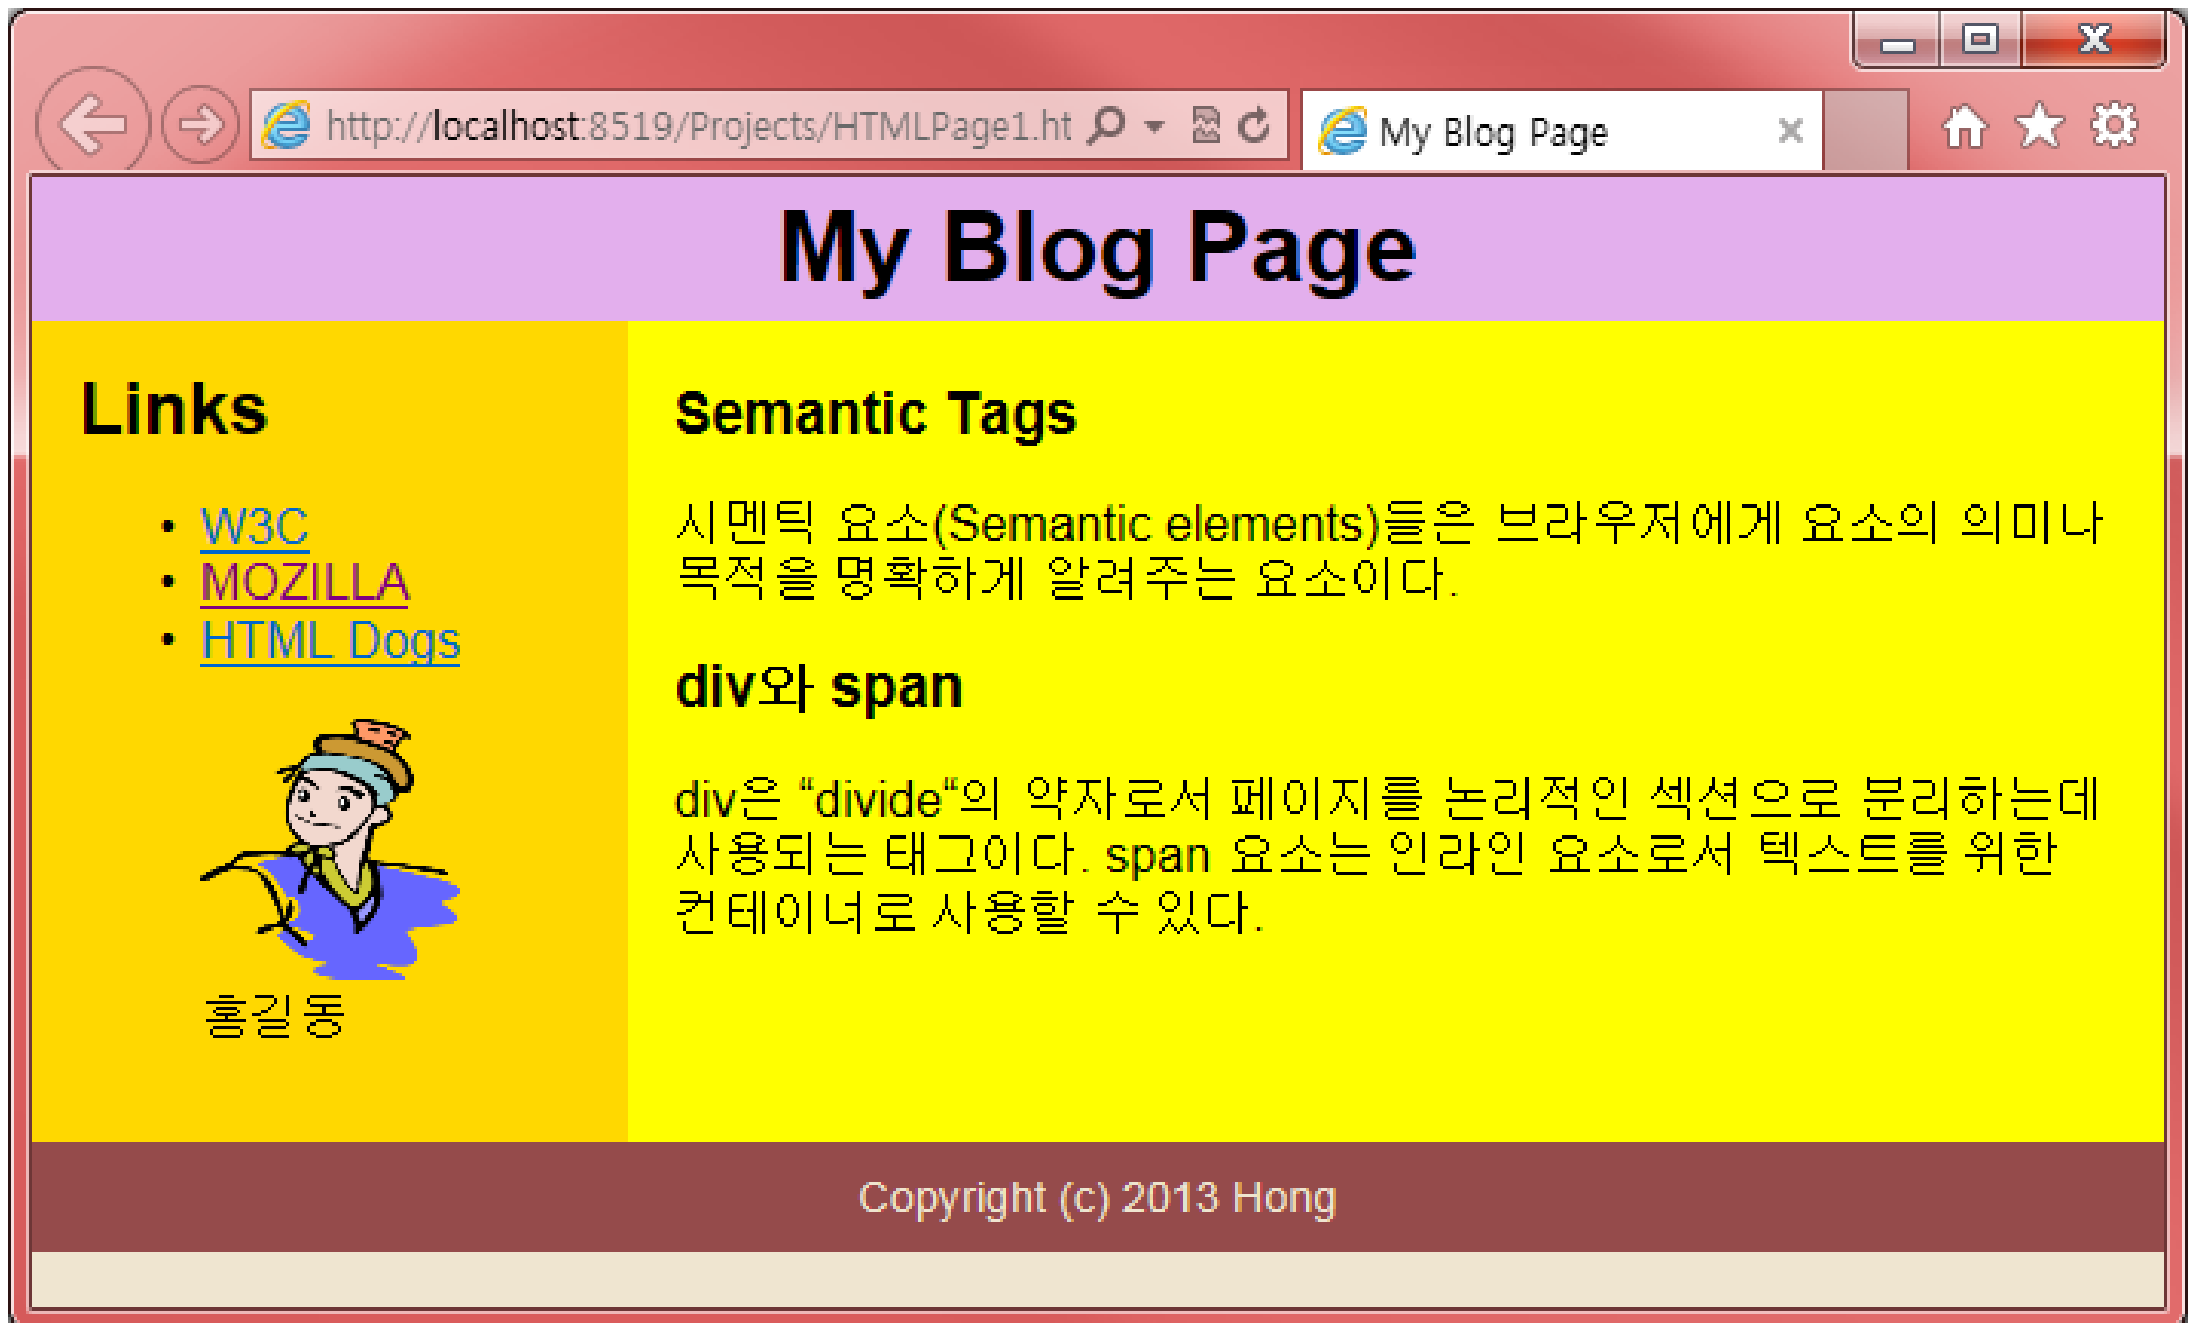 http://localhost:8519/Projects/HTMLPage1.ht
My Blog Page
My Blog Page
Links
• W3C
• MOZILLA
• HTML Dogs
홍길동
Semantic Tags
시멘틱 요소(Semantic elements)들은 브라우저에게 요소의 의미나
목적을 명확하게 알려주는 요소이다.
div와 span
div은 “divide“의 약자로서 페이지를 논리적인 섹션으로 분리하는데
사용되는 태그이다. span 요소는 인라인 요소로서 텍스트를 위한
컨테이너로 사용할 수 있다.
Copyright (c) 2013 Hong